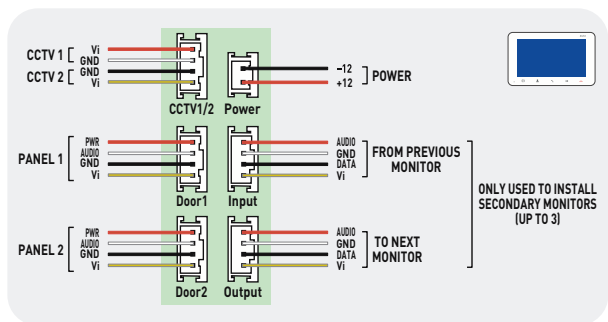 CCTV 1
Vi
GND
CCTV 2
GND
Vi
CCTV1/2
Power
-12
+12
POWER
PANEL 1
PWR
AUDIO
GND
Vi
Door1
Input
AUDIO
GND
DATA
Vi
FROM PREVIOUS
MONITOR
PANEL 2
PWR
AUDIO
GND
Vi
Door2
Output
AUDIO
GND
DATA
Vi
TO NEXT
MONITOR
ONLY USED TO INSTALL
SECONDARY MONITORS
(UP TO 3)